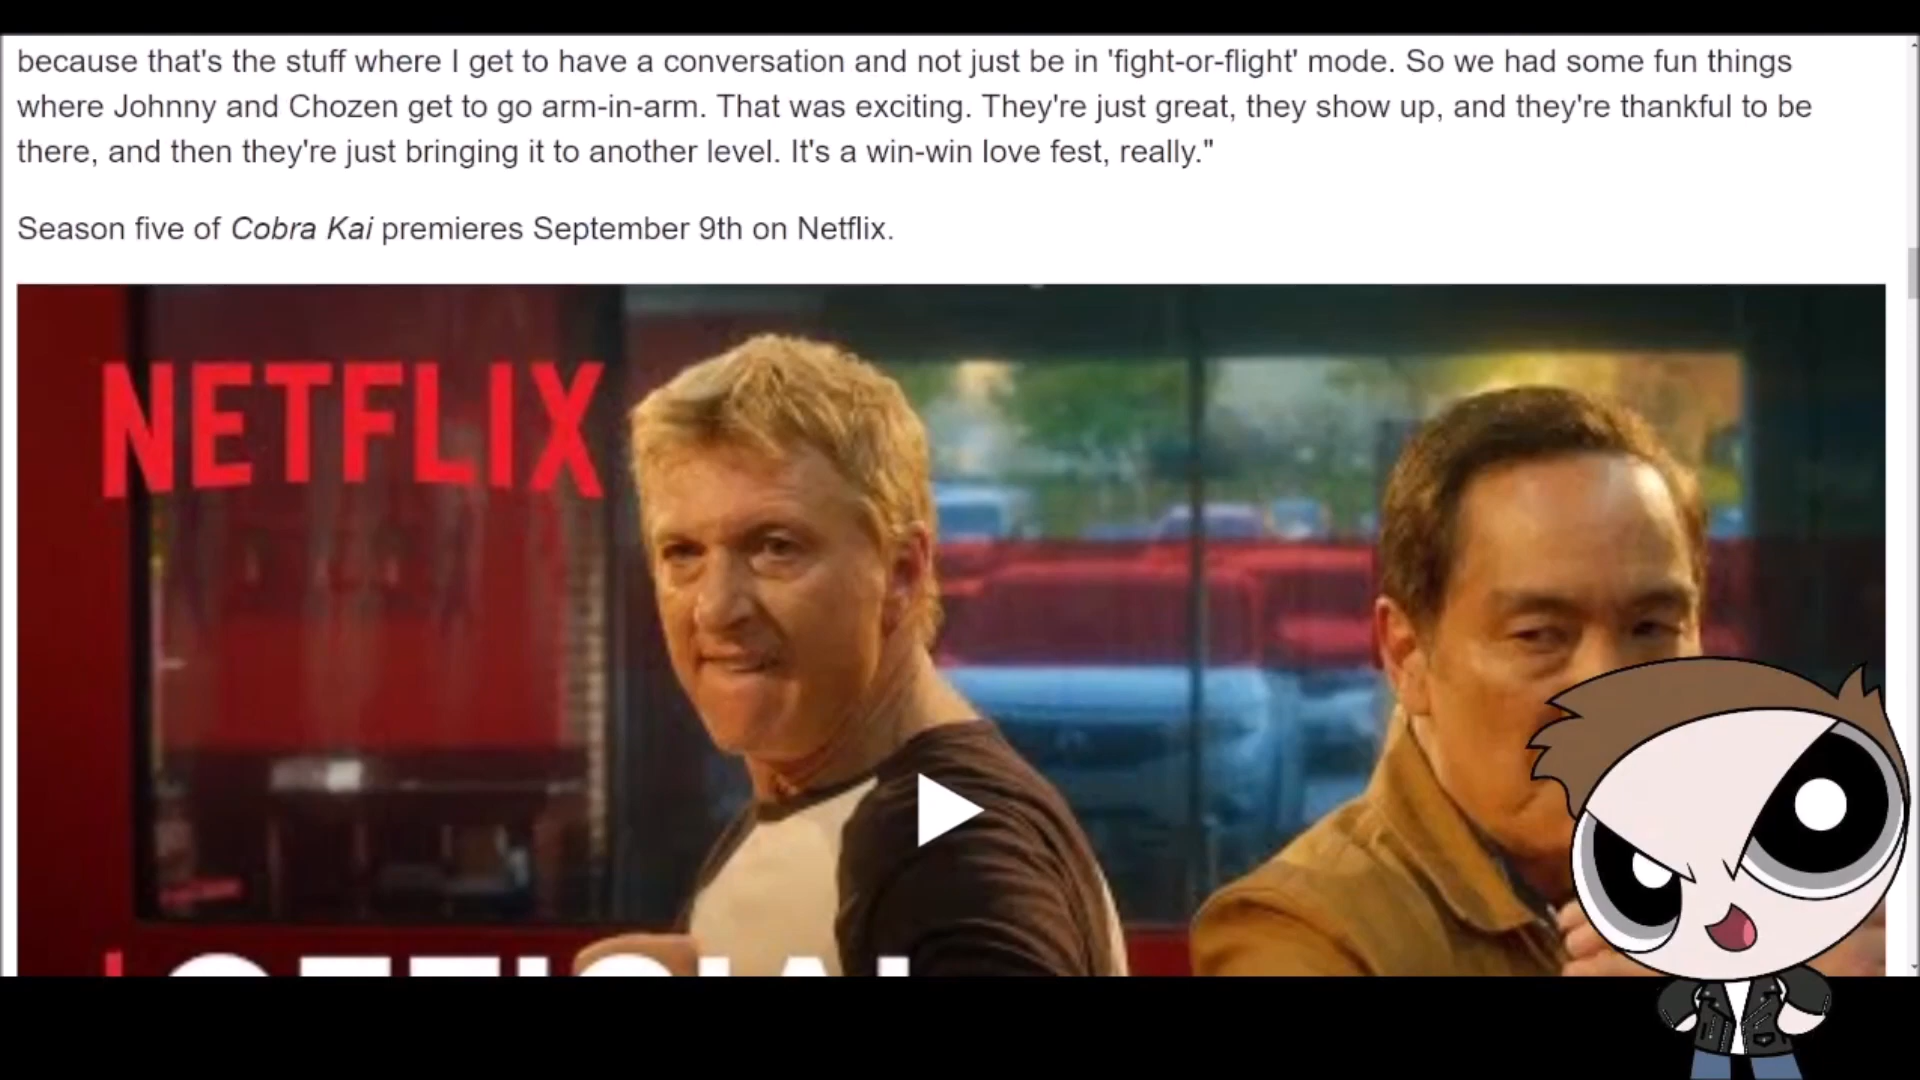 because that's the stuff where I get to have a conversation and not just be in 'fight-or-flight' mode. So we had some fun things
where Johnny and Chozen get to go arm-in-arm. That was exciting. They're just great, they show up, and they're thankful to be
there, and then they're just bringing it to another level. It's a win-win love fest, really."
Season five of Cobra Kai premieres September 9th on Netflix.
NETFLIX
OFFICIAL